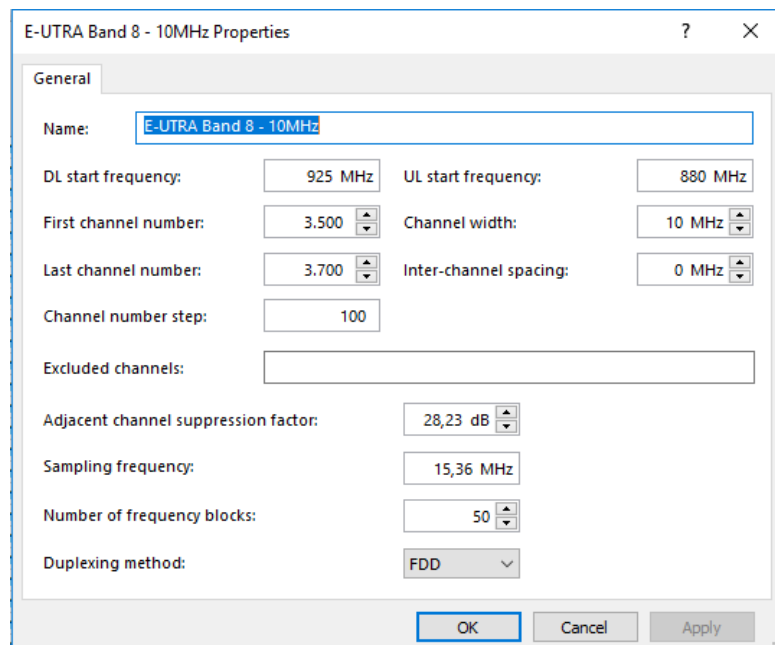 E-UTRA Band 8 - 10MHz Properties ? X
General
Name: E-UTRA Band 8 - 10MHz
DL start frequency: 925 MHz UL start frequency: 880 MHz
First channel number: 3.500 Channel width: 10 MHz
Last channel number: 3.700 Inter-channel spacing: 0 MHz
Channel number step: 100
Excluded channels:
Adjacent channel suppression factor: 28,23 dB
Sampling frequency: 15,36 MHz
Number of frequency blocks: 50
Duplexing method: FDD
OK Cancel Apply